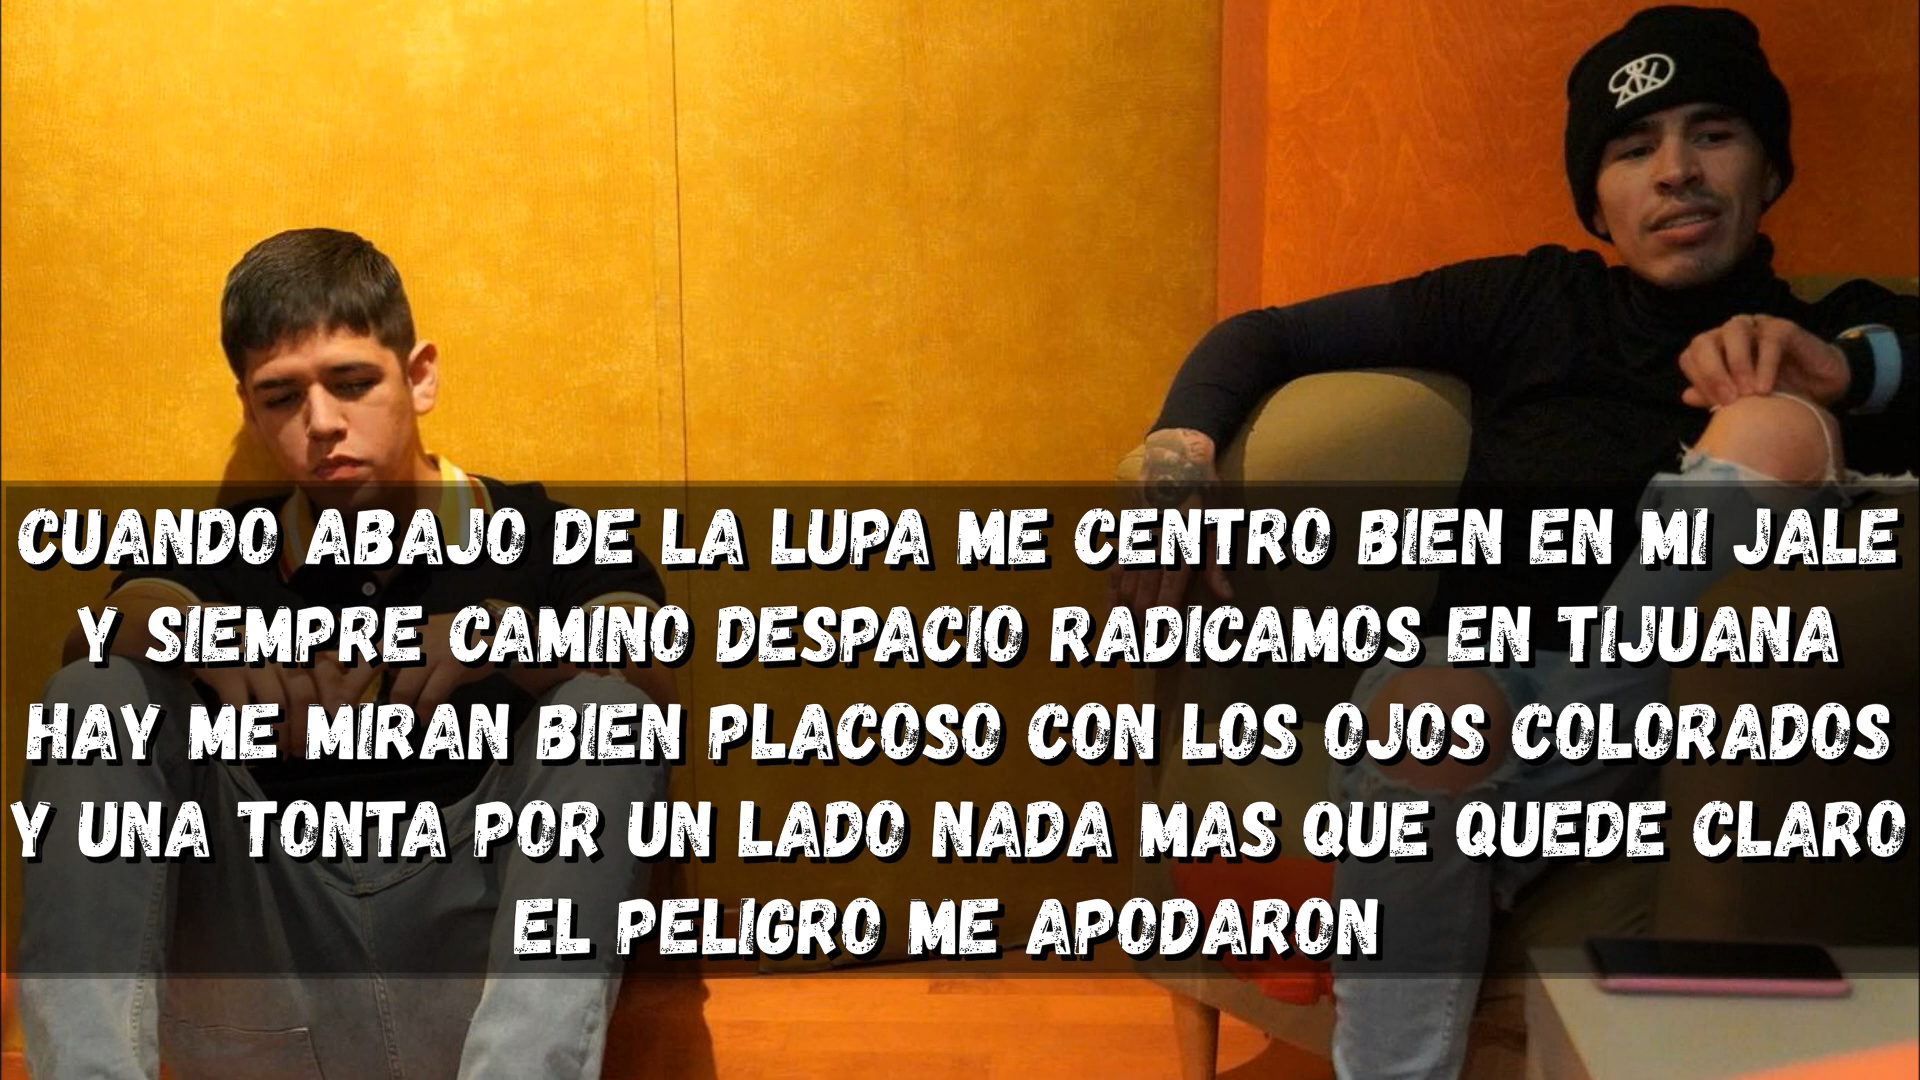 CUANDO ABAJO DE LA LUPA ME CENTRO BIEN EN MI JALE
Y SIEMPRE CAMINO DESPACIO RADICAMOS EN TIJUANA
HAY ME MIRAN BIEN PLACOSO CON LOS OJOS COLORADOS
Y UNA TONTA POR UN LADO NADA MAS QUE QUEDE CLARO
EL PELIGRO ME APODARON